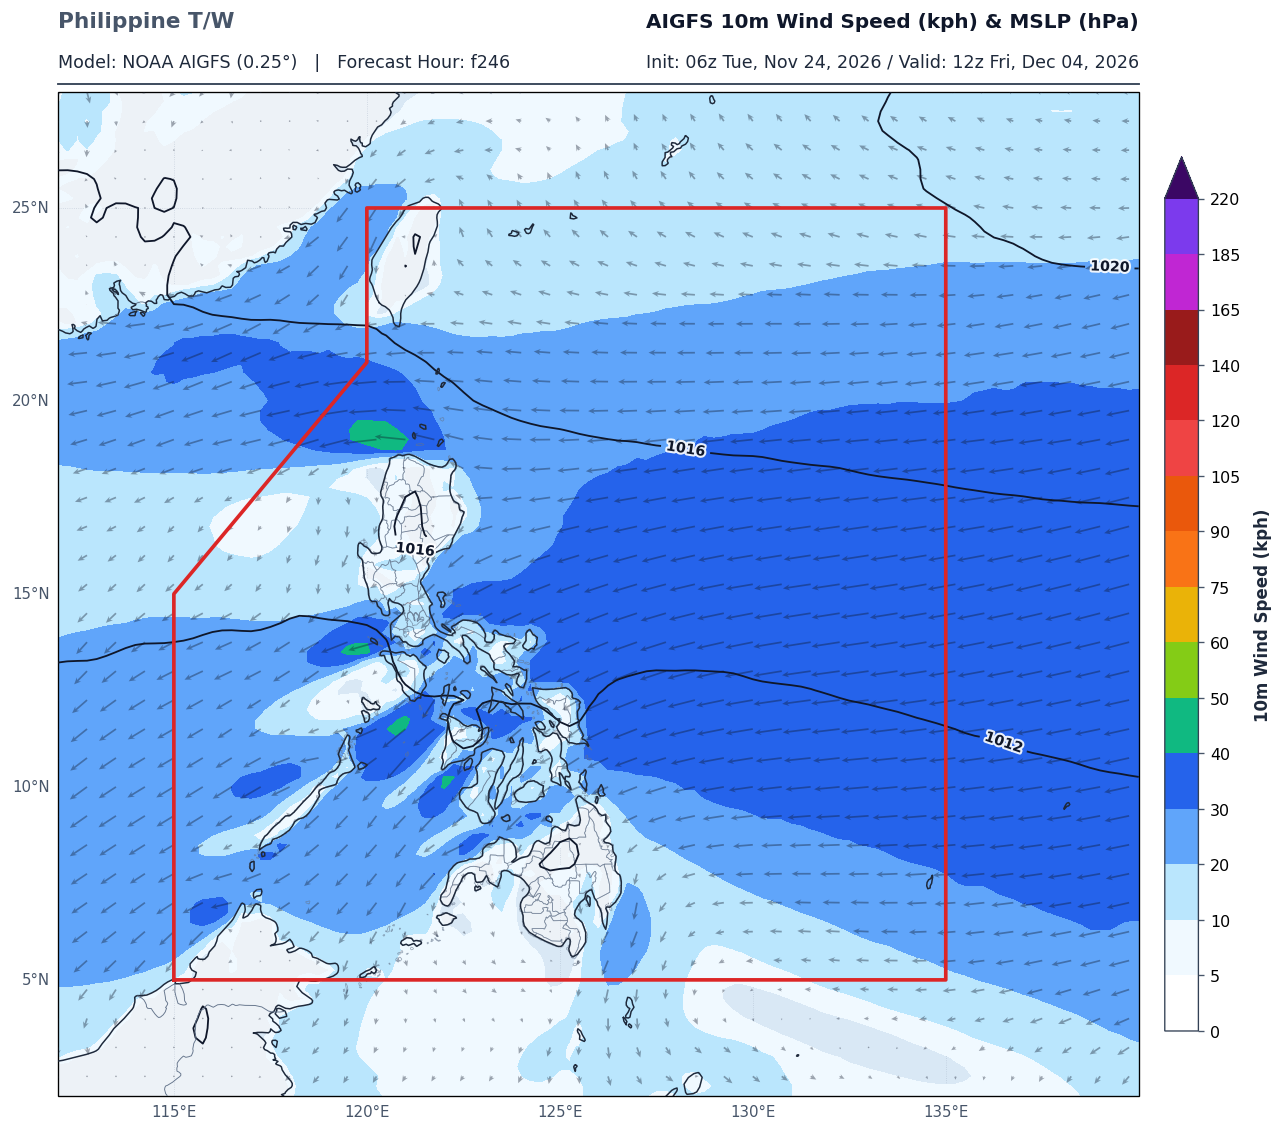 Philippine T/W
AIGFS 10m Wind Speed (kph) & MSLP (hPa)
Model: NOAA AIGFS (0.25°) | Forecast Hour: f246
Init: 06z Tue, Nov 24, 2026 / Valid: 12z Fri, Dec 04, 2026
25°N
20°N
15°N
10°N
5°N
115°E
120°E
125°E
130°E
135°E
1020
1016
1016
1012
220
185
165
140
120
105
90
75
60
50
40
30
20
10
5
0
10m Wind Speed (kph)